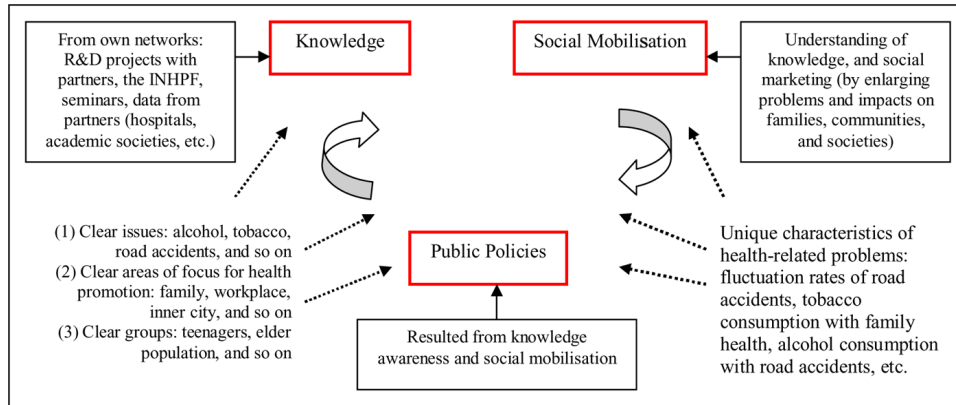 From own networks:
R&D projects with
partners, the INHPF,
seminars, data from
partners (hospitals,
academic societies, etc.)
Knowledge
Social Mobilisation
Understanding of
knowledge, and social
marketing (by enlarging
problems and impacts on
families, communities,
and societies)
(1) Clear issues: alcohol, tobacco,
road accidents, and so on
(2) Clear areas of focus for health
promotion: family, workplace,
inner city, and so on
(3) Clear groups: teenagers, elder
population, and so on
Public Policies
Resulted from knowledge
awareness and social mobilisation
Unique characteristics of
health-related problems:
fluctuation rates of road
accidents, tobacco
consumption with family
health, alcohol consumption
with road accidents, etc.